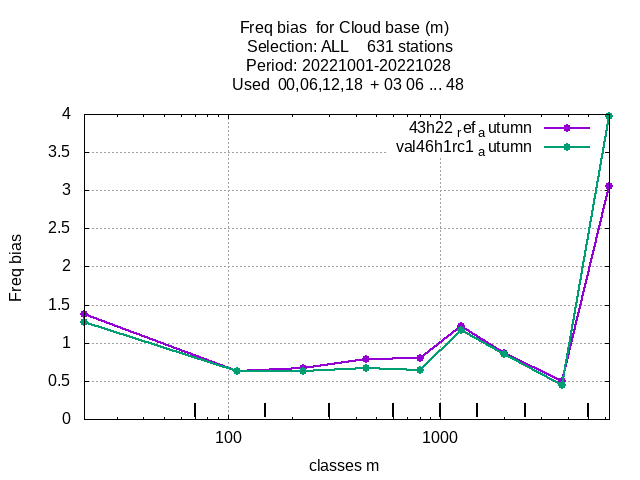 Freq bias  for Cloud base (m)
Selection: ALL    631 stations
Period: 20221001-20221028
Used  00,06,12,18  + 03 06 ... 48
43h22 ref autumn
val46h1rc1 autumn
4
3.5
3
2.5
2
1.5
1
0.5
0
Freq bias
100 1000
classes m